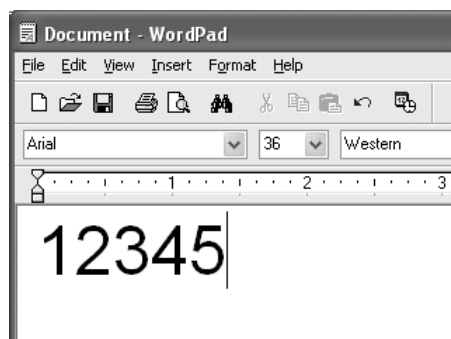 Document - WordPad
File Edit View Insert Format Help
Arial 36 Western
1 2 3
12345